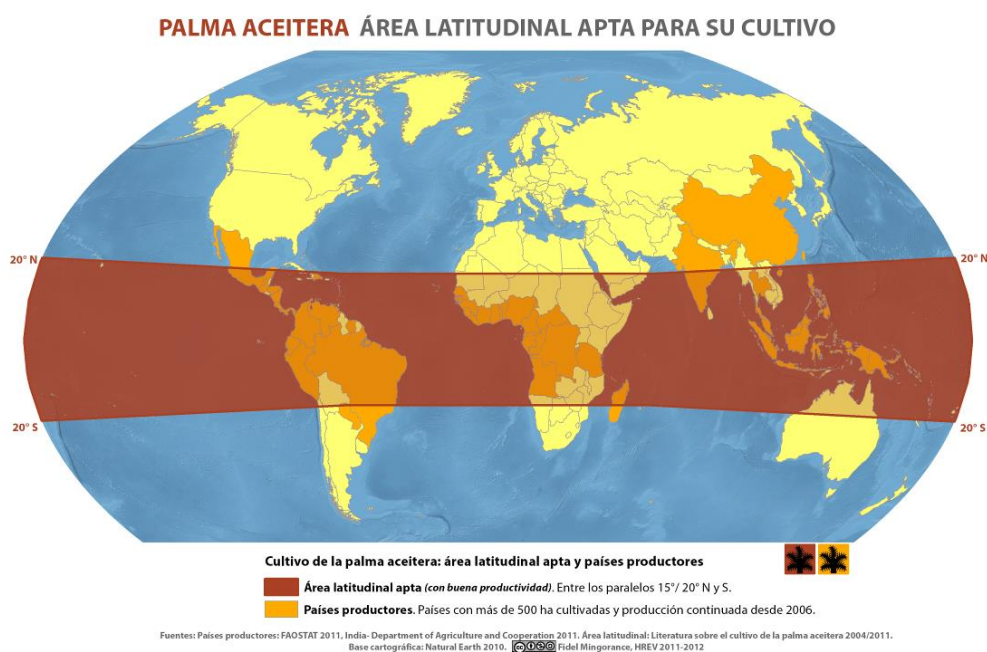 PALMA ACEITERA ÁREA LATITUDINAL APTA PARA SU CULTIVO
20° N
20° N
20° S
20° S
Cultivo de la palma aceitera: área latitudinal apta y países productores
Área latitudinal apta (con buena productividad). Entre los paralelos 15°/ 20° N y S.
Países productores. Países con más de 500 ha cultivadas y producción continuada desde 2006.
Fuentes: Países productores: FAOSTAT 2011, India- Department of Agriculture and Cooperation 2011. Área latitudinal: Literatura sobre el cultivo de la palma aceitera 2004/2011.
Base cartográfica: Natural Earth 2010. Fidel Mingorance, HREV 2011-2012